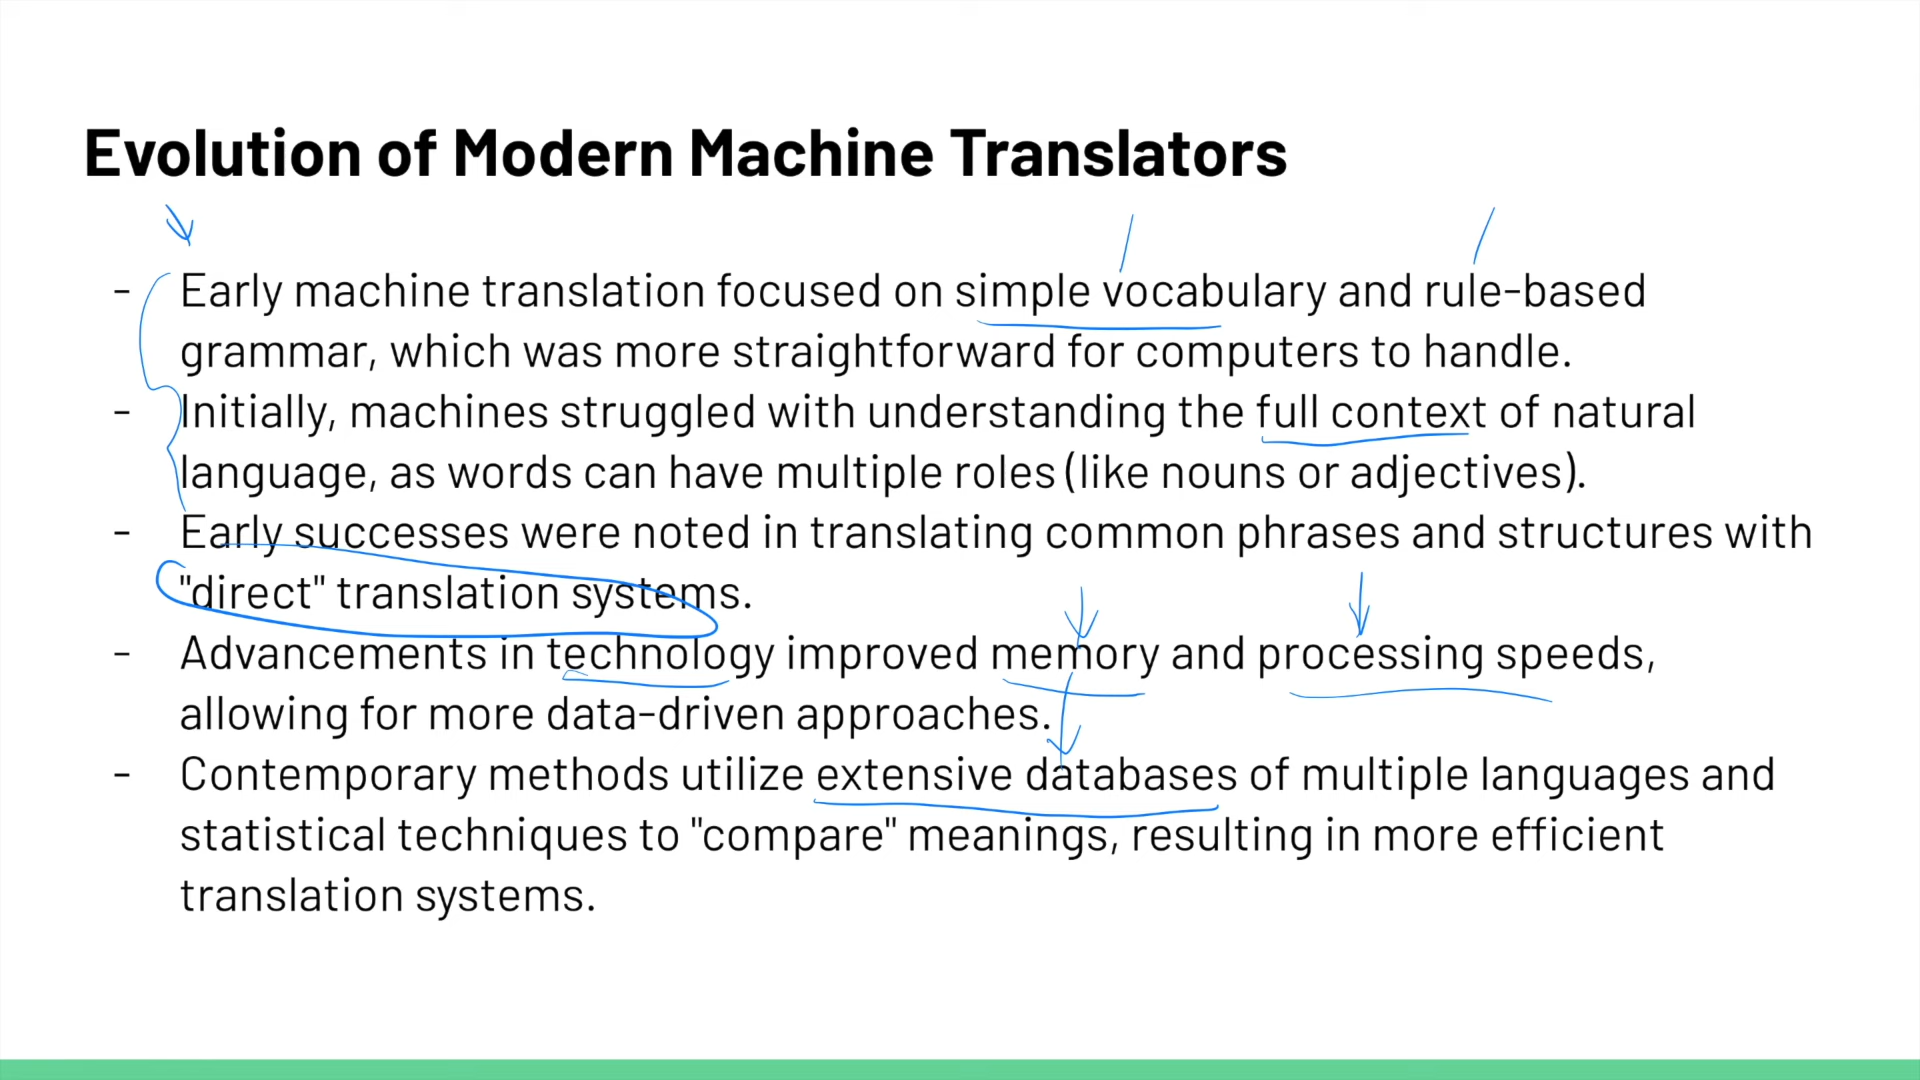 Evolution of Modern Machine Translators
- Early machine translation focused on simple vocabulary and rule-based
grammar, which was more straightforward for computers to handle.
- Initially, machines struggled with understanding the full context of natural
language, as words can have multiple roles (like nouns or adjectives).
- Early successes were noted in translating common phrases and structures with
"direct" translation systems.
- Advancements in technology improved memory and processing speeds,
allowing for more data-driven approaches.
- Contemporary methods utilize extensive databases of multiple languages and
statistical techniques to "compare" meanings, resulting in more efficient
translation systems.